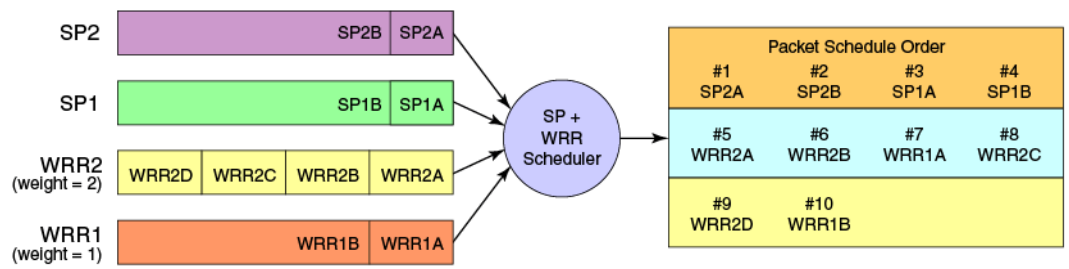 SP2
SP2B SP2A
SP1
SP1B SP1A
WRR2
(weight = 2)
WRR2D WRR2C WRR2B WRR2A
WRR1
(weight = 1)
WRR1B WRR1A
SP +
WRR
Scheduler
Packet Schedule Order
#1 #2 #3 #4
SP2A SP2B SP1A SP1B
#5 #6 #7 #8
WRR2A WRR2B WRR1A WRR2C
#9 #10
WRR2D WRR1B